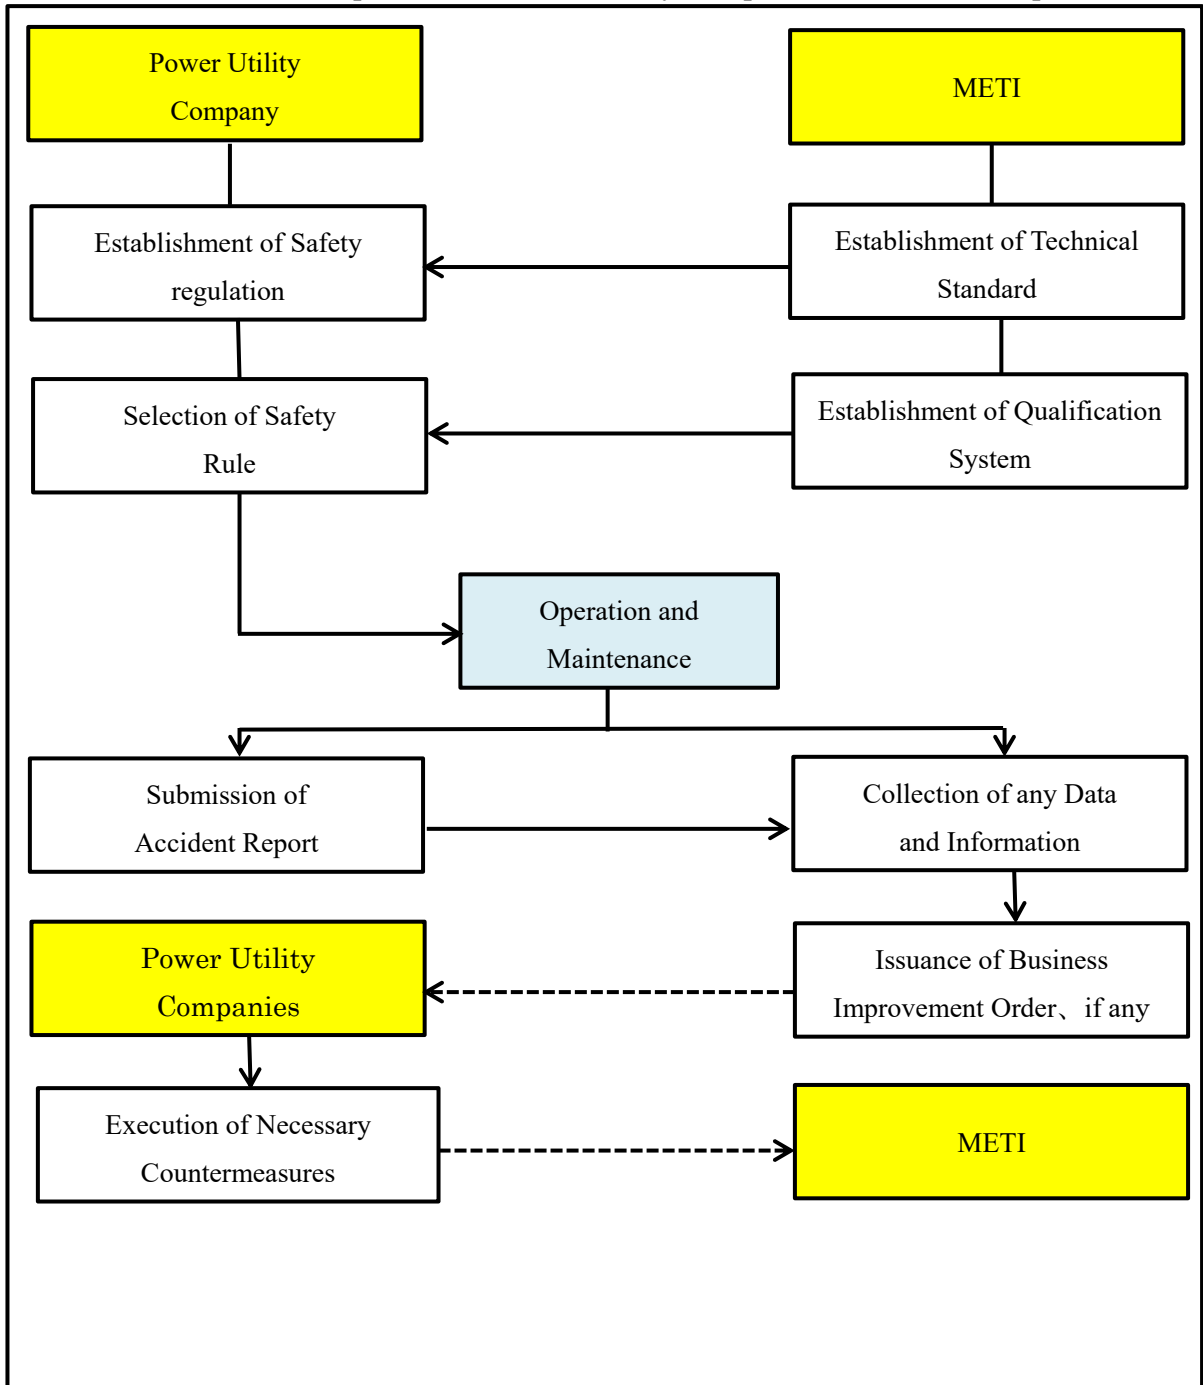 Power Utility
Company
METI
Establishment of Safety
regulation
Establishment of Technical
Standard
Selection of Safety
Rule
Establishment of Qualification
System
Operation and
Maintenance
Submission of
Accident Report
Collection of any Data
and Information
Power Utility
Companies
Issuance of Business
Improvement Order、if any
Execution of Necessary
Countermeasures
METI